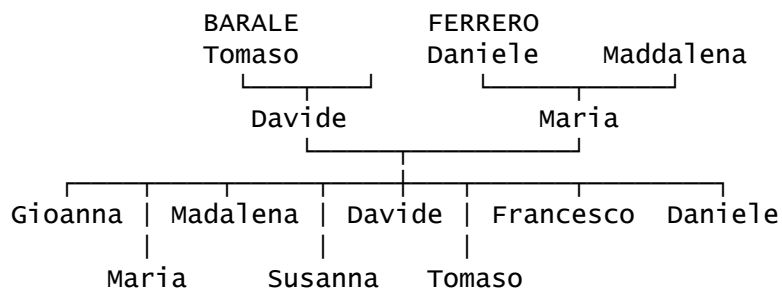 BARALE FERRERO
Tomaso Daniele Maddalena
Davide Maria
Gioanna Madalena Davide Francesco Daniele
Maria Susanna Tomaso